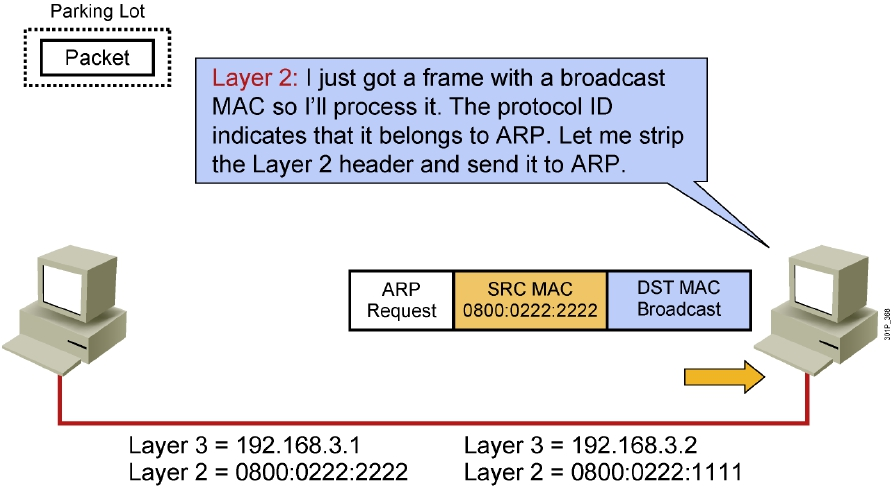 Parking Lot
Packet
Layer 2: I just got a frame with a broadcast
MAC so I'll process it. The protocol ID
indicates that it belongs to ARP. Let me strip
the Layer 2 header and send it to ARP.
ARP
Request
SRC MAC
0800:0222:2222
DST MAC
Broadcast
301P_388
Layer 3 = 192.168.3.1
Layer 2 = 0800:0222:2222
Layer 3 = 192.168.3.2
Layer 2 = 0800:0222:1111